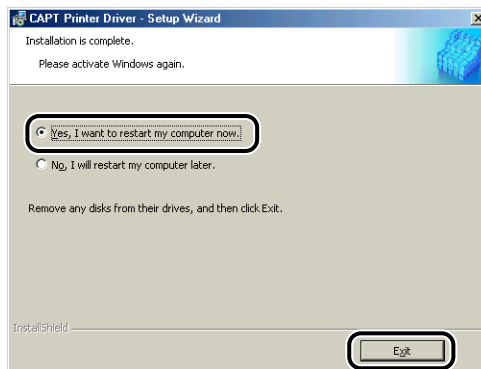 CAPT Printer Driver - Setup Wizard
Installation is complete.
Please activate Windows again.
Yes, I want to restart my computer now.
No, I will restart my computer later.
Remove any disks from their drives, and then click Exit.
InstallShield
Exit